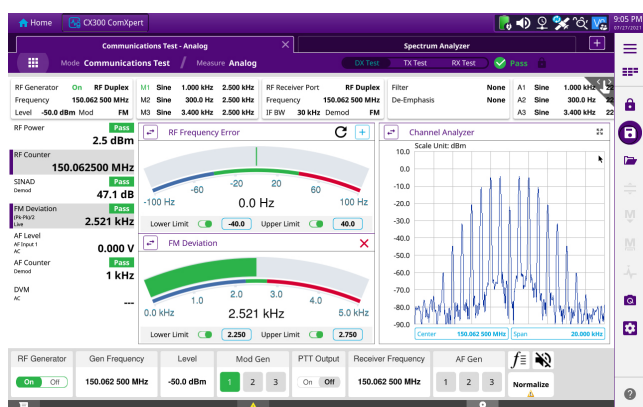 Home
CX300 ComXpert
9:05 PM
07/27/2021
Communications Test - Analog
Spectrum Analyzer
Mode Communications Test / Measure Analog
DX Test TX Test RX Test Pass
RF Generator On RF Duplex
Frequency 150.062 500 MHz
Level -50.0 dBm Mod FM
M1 Sine 1.000 kHz 2.500 kHz
M2 Sine 300.0 Hz 2.500 kHz
M3 Sine 3.400 kHz 2.500 kHz
RF Receiver Port RF Duplex
Frequency 150.062 500 MHz
IF BW 30 kHz Demod FM
Filter None
De-Emphasis None
A1 Sine 1.000 kHz 22
A2 Sine 300.0 Hz 22
A3 Sine 3.400 kHz 22
RF Power Pass
2.5 dBm
RF Counter
150.062500 MHz
SINAD Pass
Demod
47.1 dB
FM Deviation Pass
(Pk-Pk)/2
Live
2.521 kHz
AF Level
AF Input 1
AC
0.000 V
AF Counter Pass
Demod
1 kHz
DVM
AC
---
RF Frequency Error
-100 Hz -60 -20 20 60 100 Hz
0.0 Hz
Lower Limit -40.0 Upper Limit 40.0
FM Deviation
0.0 kHz 1.0 2.0 3.0 4.0 5.0 kHz
2.521 kHz
Lower Limit 2.250 Upper Limit 2.750
Channel Analyzer
Scale Unit: dBm
10.0
0.0
-10.0
-20.0
-30.0
-40.0
-50.0
-60.0
-70.0
-80.0
-90.0
Center 150.062 500 MHz Span 20.000 kHz
RF Generator
On Off
Gen Frequency
150.062 500 MHz
Level
-50.0 dBm
Mod Gen
1 2 3
PTT Output
On Off
Receiver Frequency
150.062 500 MHz
AF Gen
1 2 3
Normalize